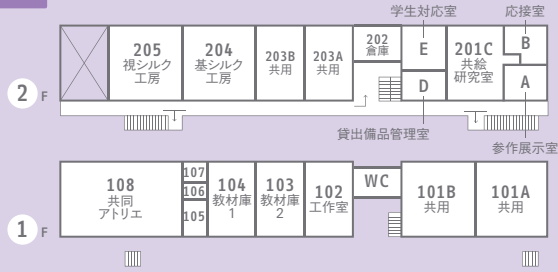 学生対応室
応接室
205
視シルク
工房
204
基シルク
工房
203B
共用
203A
共用
202
倉庫
E
D
201C
共絵
研究室
B
A
2 F
貸出備品管理室
参作展示室
108
共同
アトリエ
107
106
105
104
教材庫
1
103
教材庫
2
102
工作室
WC
101B
共用
101A
共用
1 F